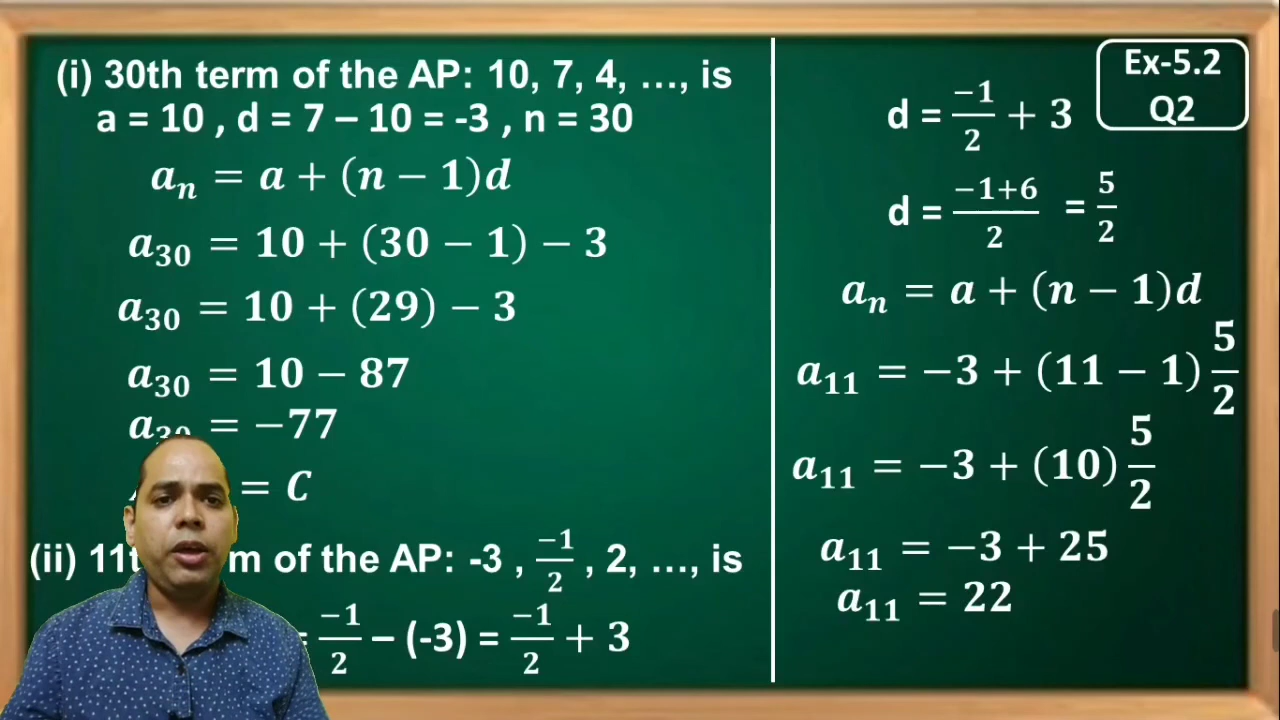 (i) 30th term of the AP: 10, 7, 4, …, is
a = 10 , d = 7 – 10 = -3 , n = 30
aₙ = a + (n − 1)d
a₃₀ = 10 + (30 − 1) − 3
a₃₀ = 10 + (29) − 3
a₃₀ = 10 − 87
a₃₀ = −77
= C
(ii) 11t m of the AP: -3 , −1/2 , 2, …, is
= −1/2 – (-3) = −1/2 + 3
Ex-5.2
Q2
d = −1/2 + 3
d = −1+6/2 = 5/2
aₙ = a + (n − 1)d
a₁₁ = −3 + (11 − 1) 5/2
a₁₁ = −3 + (10) 5/2
a₁₁ = −3 + 25
a₁₁ = 22